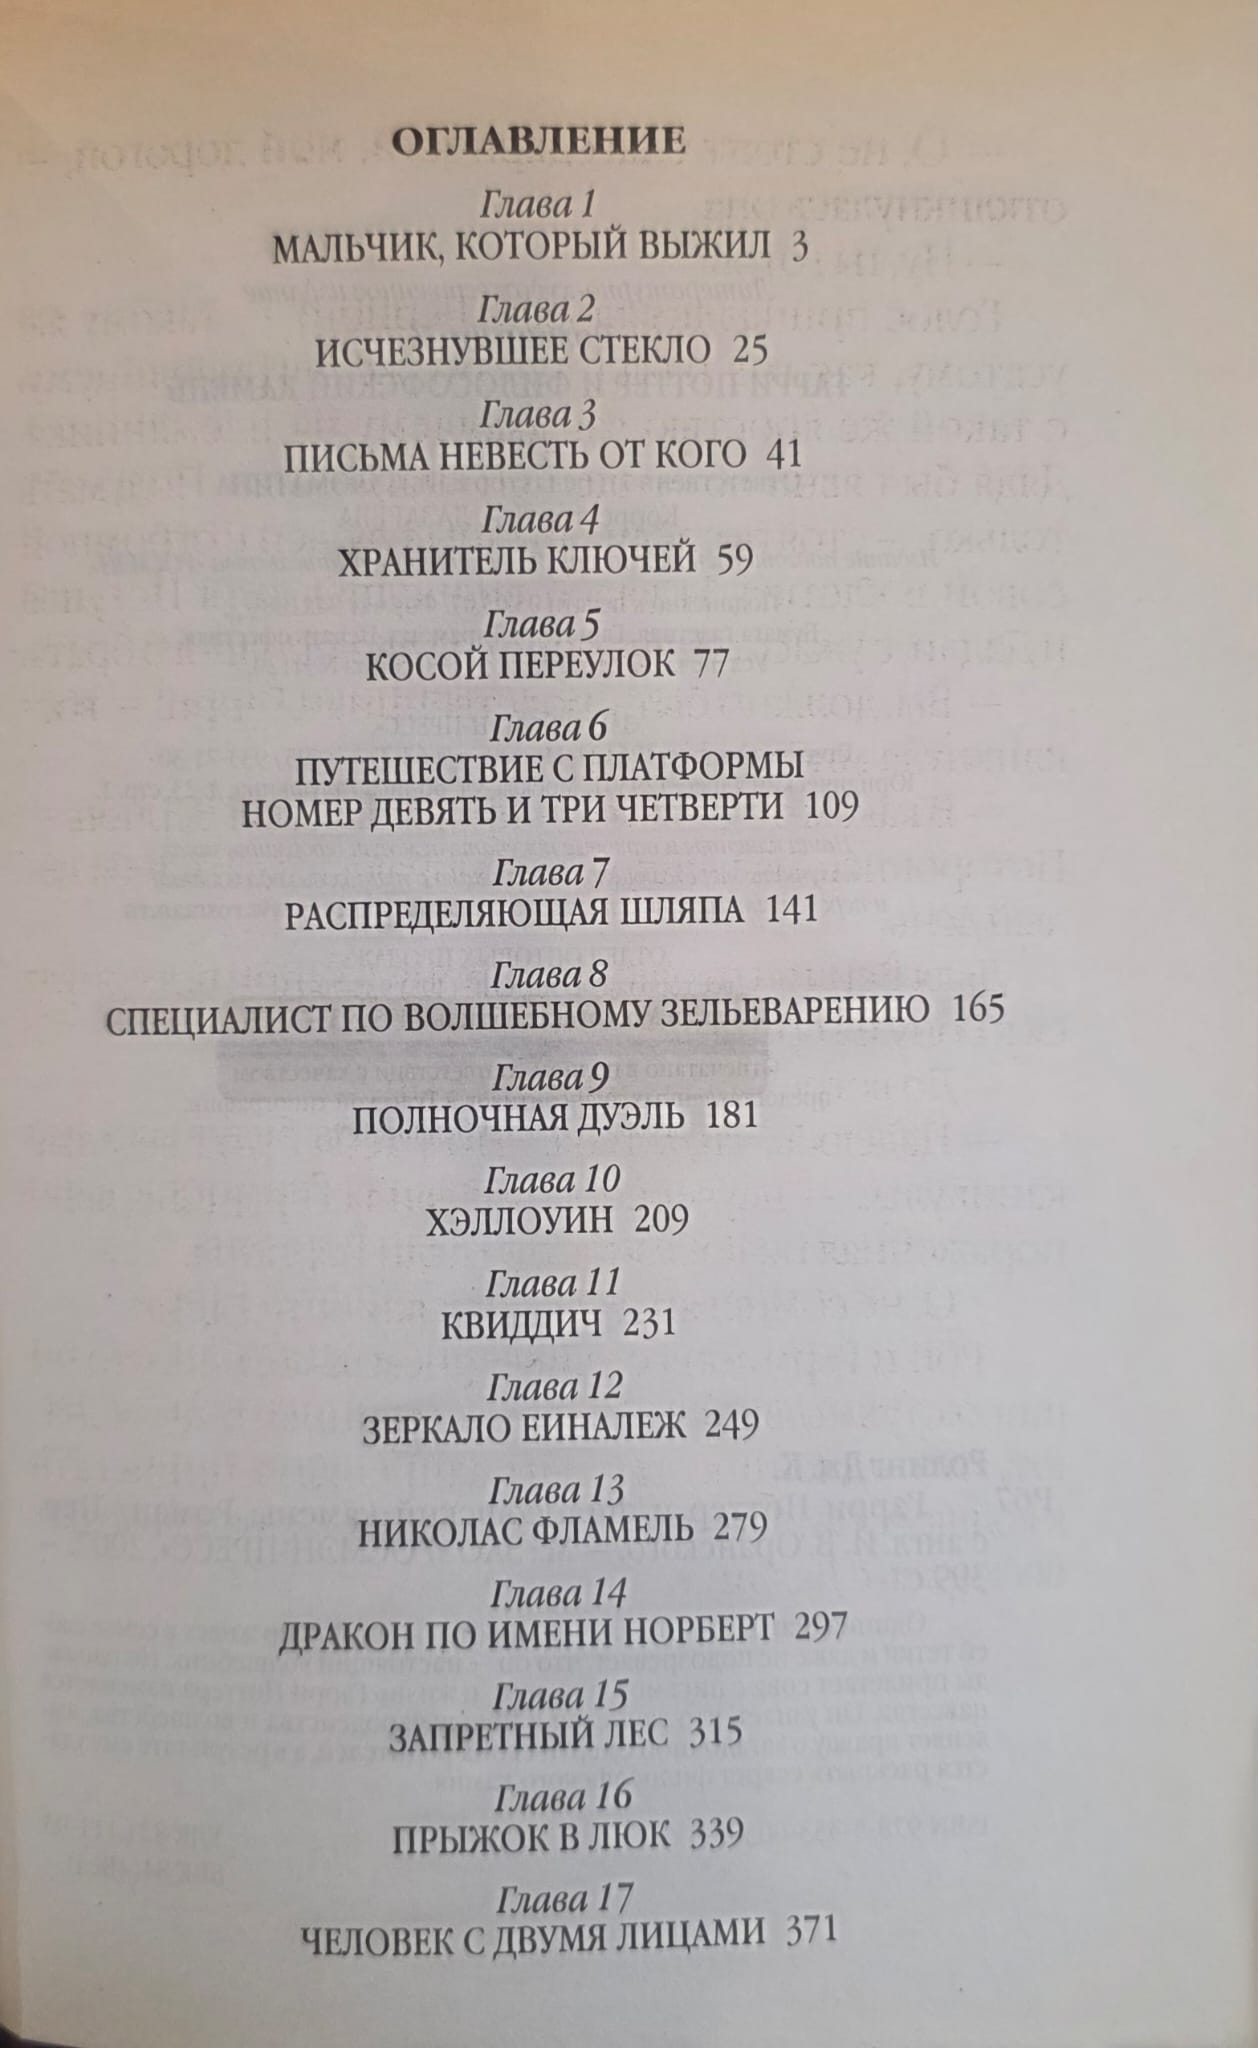 ОГЛАВЛЕНИЕ
Глава 1
МАЛЬЧИК, КОТОРЫЙ ВЫЖИЛ 3
Глава 2
ИСЧЕЗНУВШЕЕ СТЕКЛО 25
Глава 3
ПИСЬМА НЕВЕСТЬ ОТ КОГО 41
Глава 4
ХРАНИТЕЛЬ КЛЮЧЕЙ 59
Глава 5
КОСОЙ ПЕРЕУЛОК 77
Глава 6
ПУТЕШЕСТВИЕ С ПЛАТФОРМЫ
НОМЕР ДЕВЯТЬ И ТРИ ЧЕТВЕРТИ 109
Глава 7
РАСПРЕДЕЛЯЮЩАЯ ШЛЯПА 141
Глава 8
СПЕЦИАЛИСТ ПО ВОЛШЕБНОМУ ЗЕЛЬЕВАРЕНИЮ 165
Глава 9
ПОЛНОЧНАЯ ДУЭЛЬ 181
Глава 10
ХЭЛЛОУИН 209
Глава 11
КВИДДИЧ 231
Глава 12
ЗЕРКАЛО ЕИНАЛЕЖ 249
Глава 13
НИКОЛАС ФЛАМЕЛЬ 279
Глава 14
ДРАКОН ПО ИМЕНИ НОРБЕРТ 297
Глава 15
ЗАПРЕТНЫЙ ЛЕС 315
Глава 16
ПРЫЖОК В ЛЮК 339
Глава 17
ЧЕЛОВЕК С ДВУМЯ ЛИЦАМИ 371